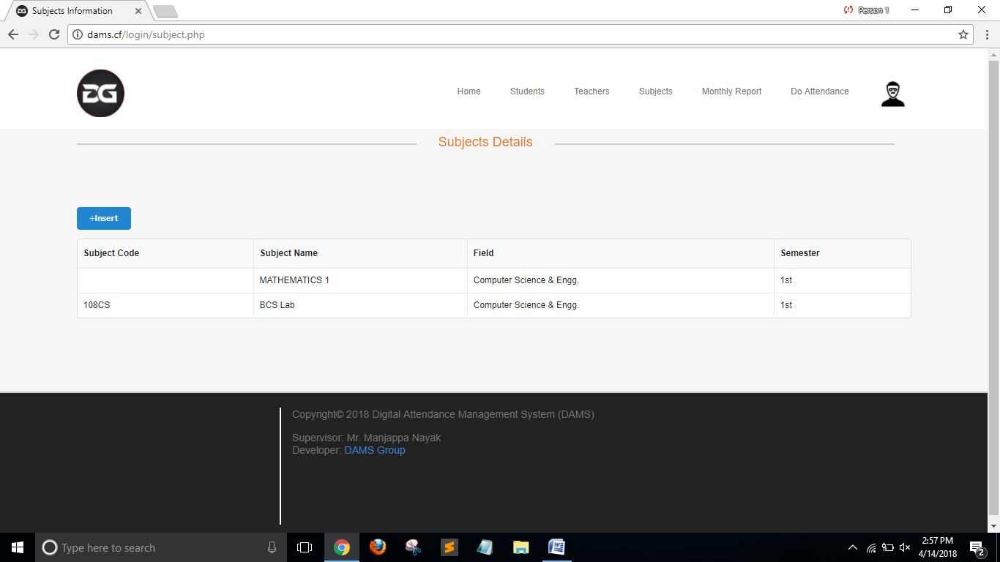 Subjects Information
Person 1
dams.cf/login/subject.php
DG
Home Students Teachers Subjects Monthly Report Do Attendance
Subjects Details
+Insert
Subject Code Subject Name Field Semester
MATHEMATICS 1 Computer Science & Engg. 1st
108CS BCS Lab Computer Science & Engg. 1st
Copyright© 2018 Digital Attendance Management System (DAMS)
Supervisor: Mr. Manjappa Nayak
Developer: DAMS Group
Type here to search
2:57 PM
4/14/2018
2